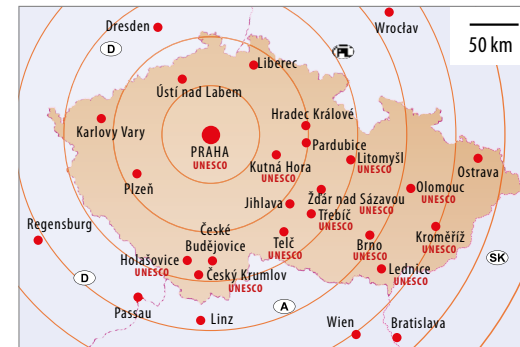 Dresden
D
Wrocław
50 km
PL
Liberec
Ústí nad Labem
Karlovy Vary
Hradec Králové
PRAHA
UNESCO
Pardubice
Kutná Hora
UNESCO
Litomyšl
UNESCO
Ostrava
Plzeň
Žďár nad Sázavou
UNESCO
Olomouc
UNESCO
Jihlava
Třebíč
UNESCO
Regensburg
České
Budějovice
Telč
UNESCO
Brno
UNESCO
Kroměříž
UNESCO
SK
Holašovice
UNESCO
Český Krumlov
UNESCO
Lednice
UNESCO
D
Passau
Linz
A
Wien
Bratislava